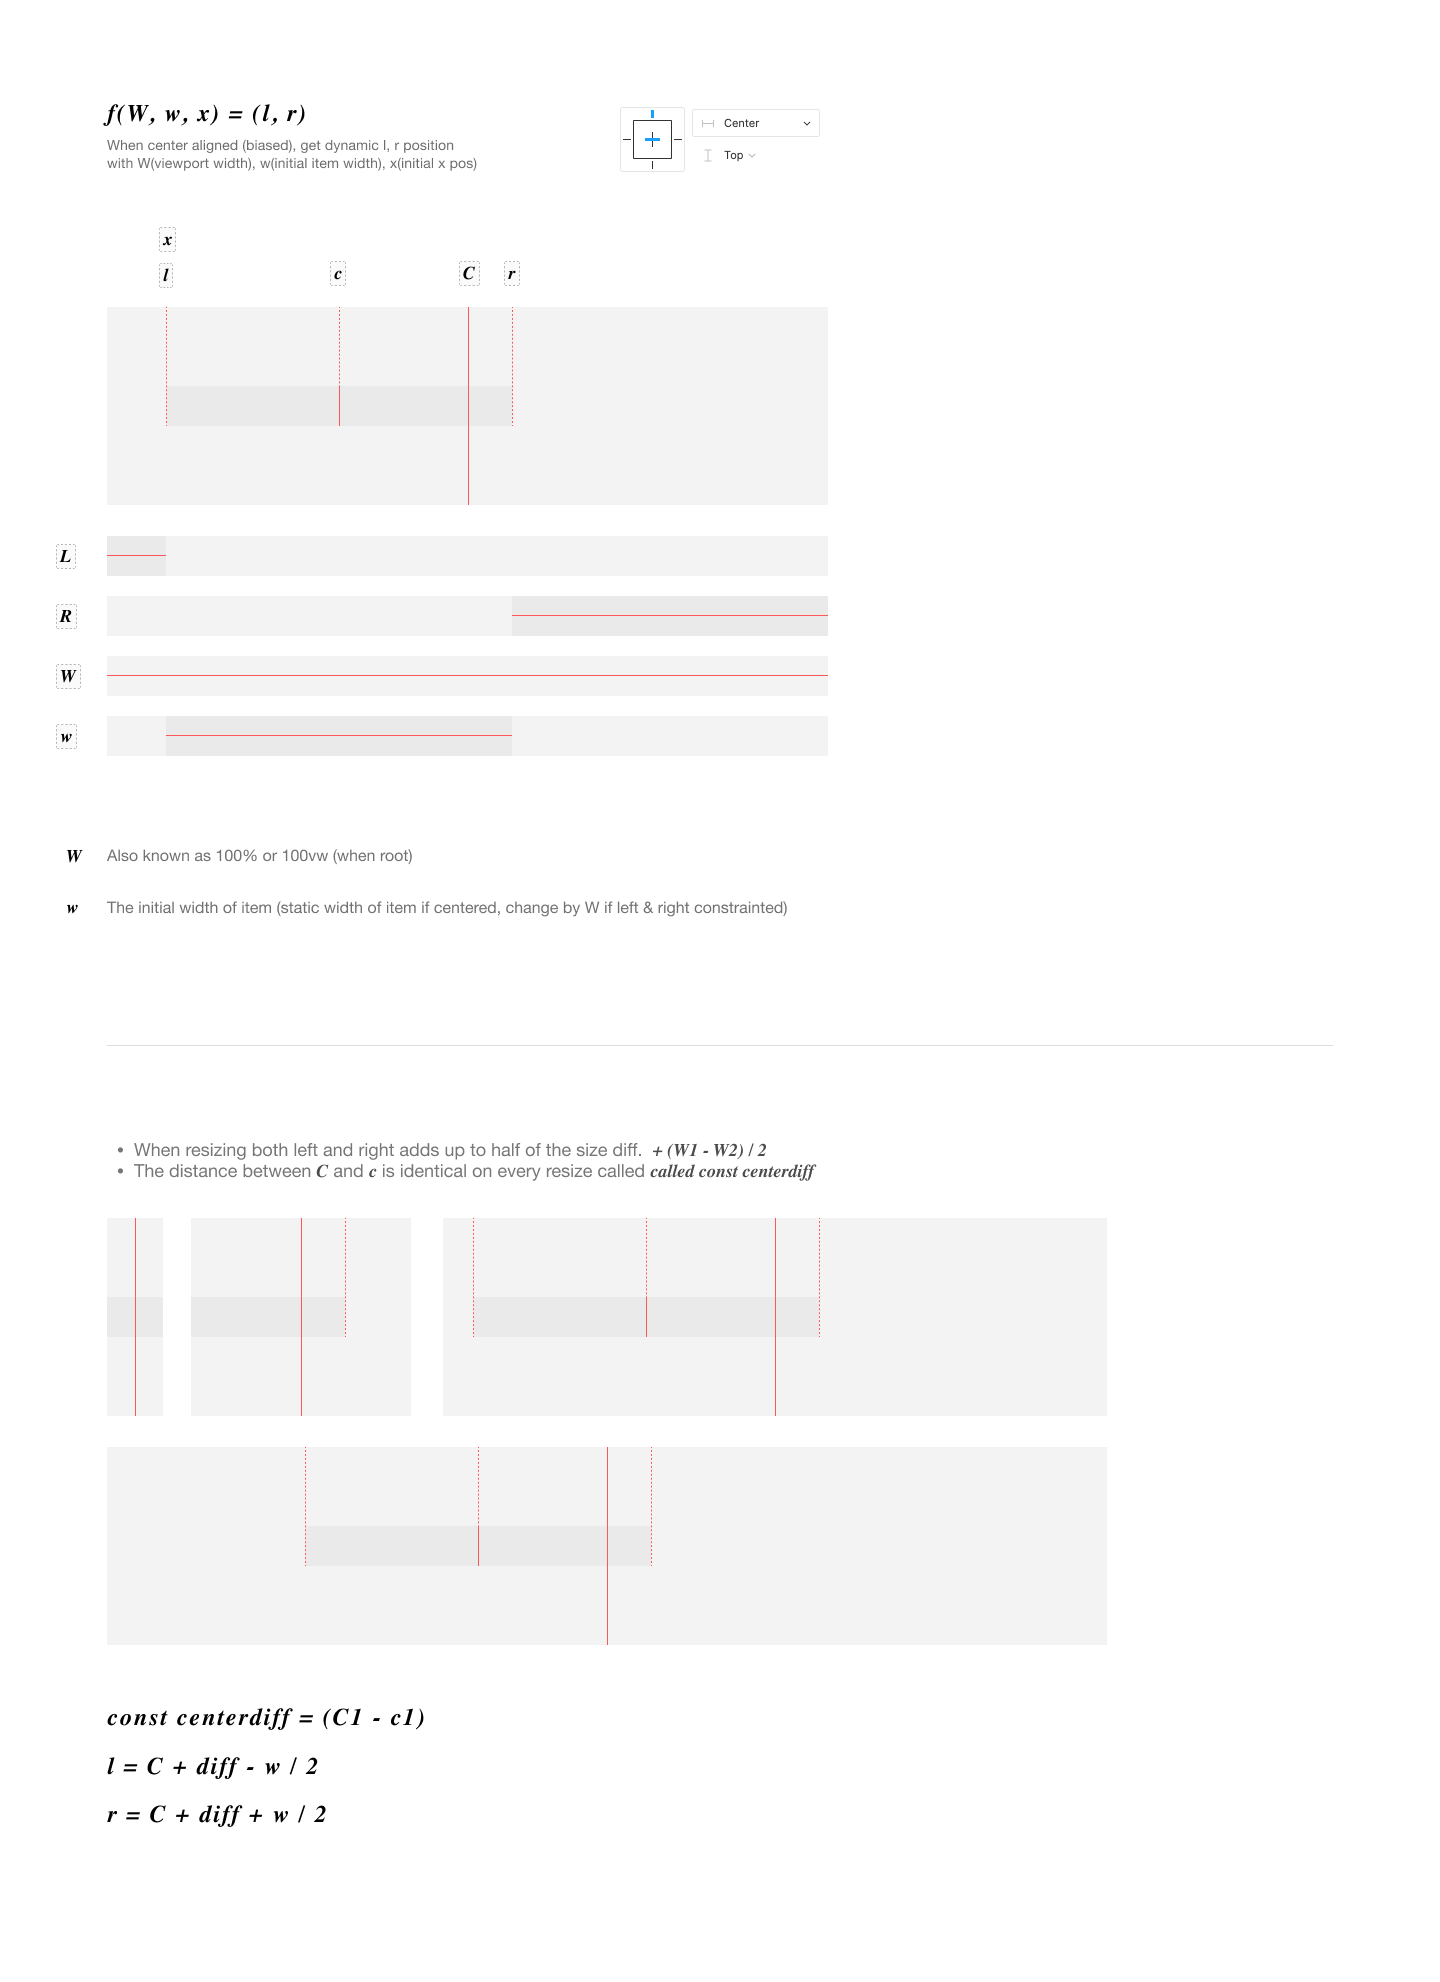 f(W, w, x) = (l, r)
When center aligned (biased), get dynamic l, r position
with W(viewport width), w(initial item width), x(initial x pos)
Center
Top
x
l
c
C
r
L
R
W
w
W Also known as 100% or 100vw (when root)
w The initial width of item (static width of item if centered, change by W if left & right constrainted)
• When resizing both left and right adds up to half of the size diff. + (W1 - W2) / 2
• The distance between C and c is identical on every resize called called const centerdiff
const centerdiff = (C1 - c1)
l = C + diff - w / 2
r = C + diff + w / 2